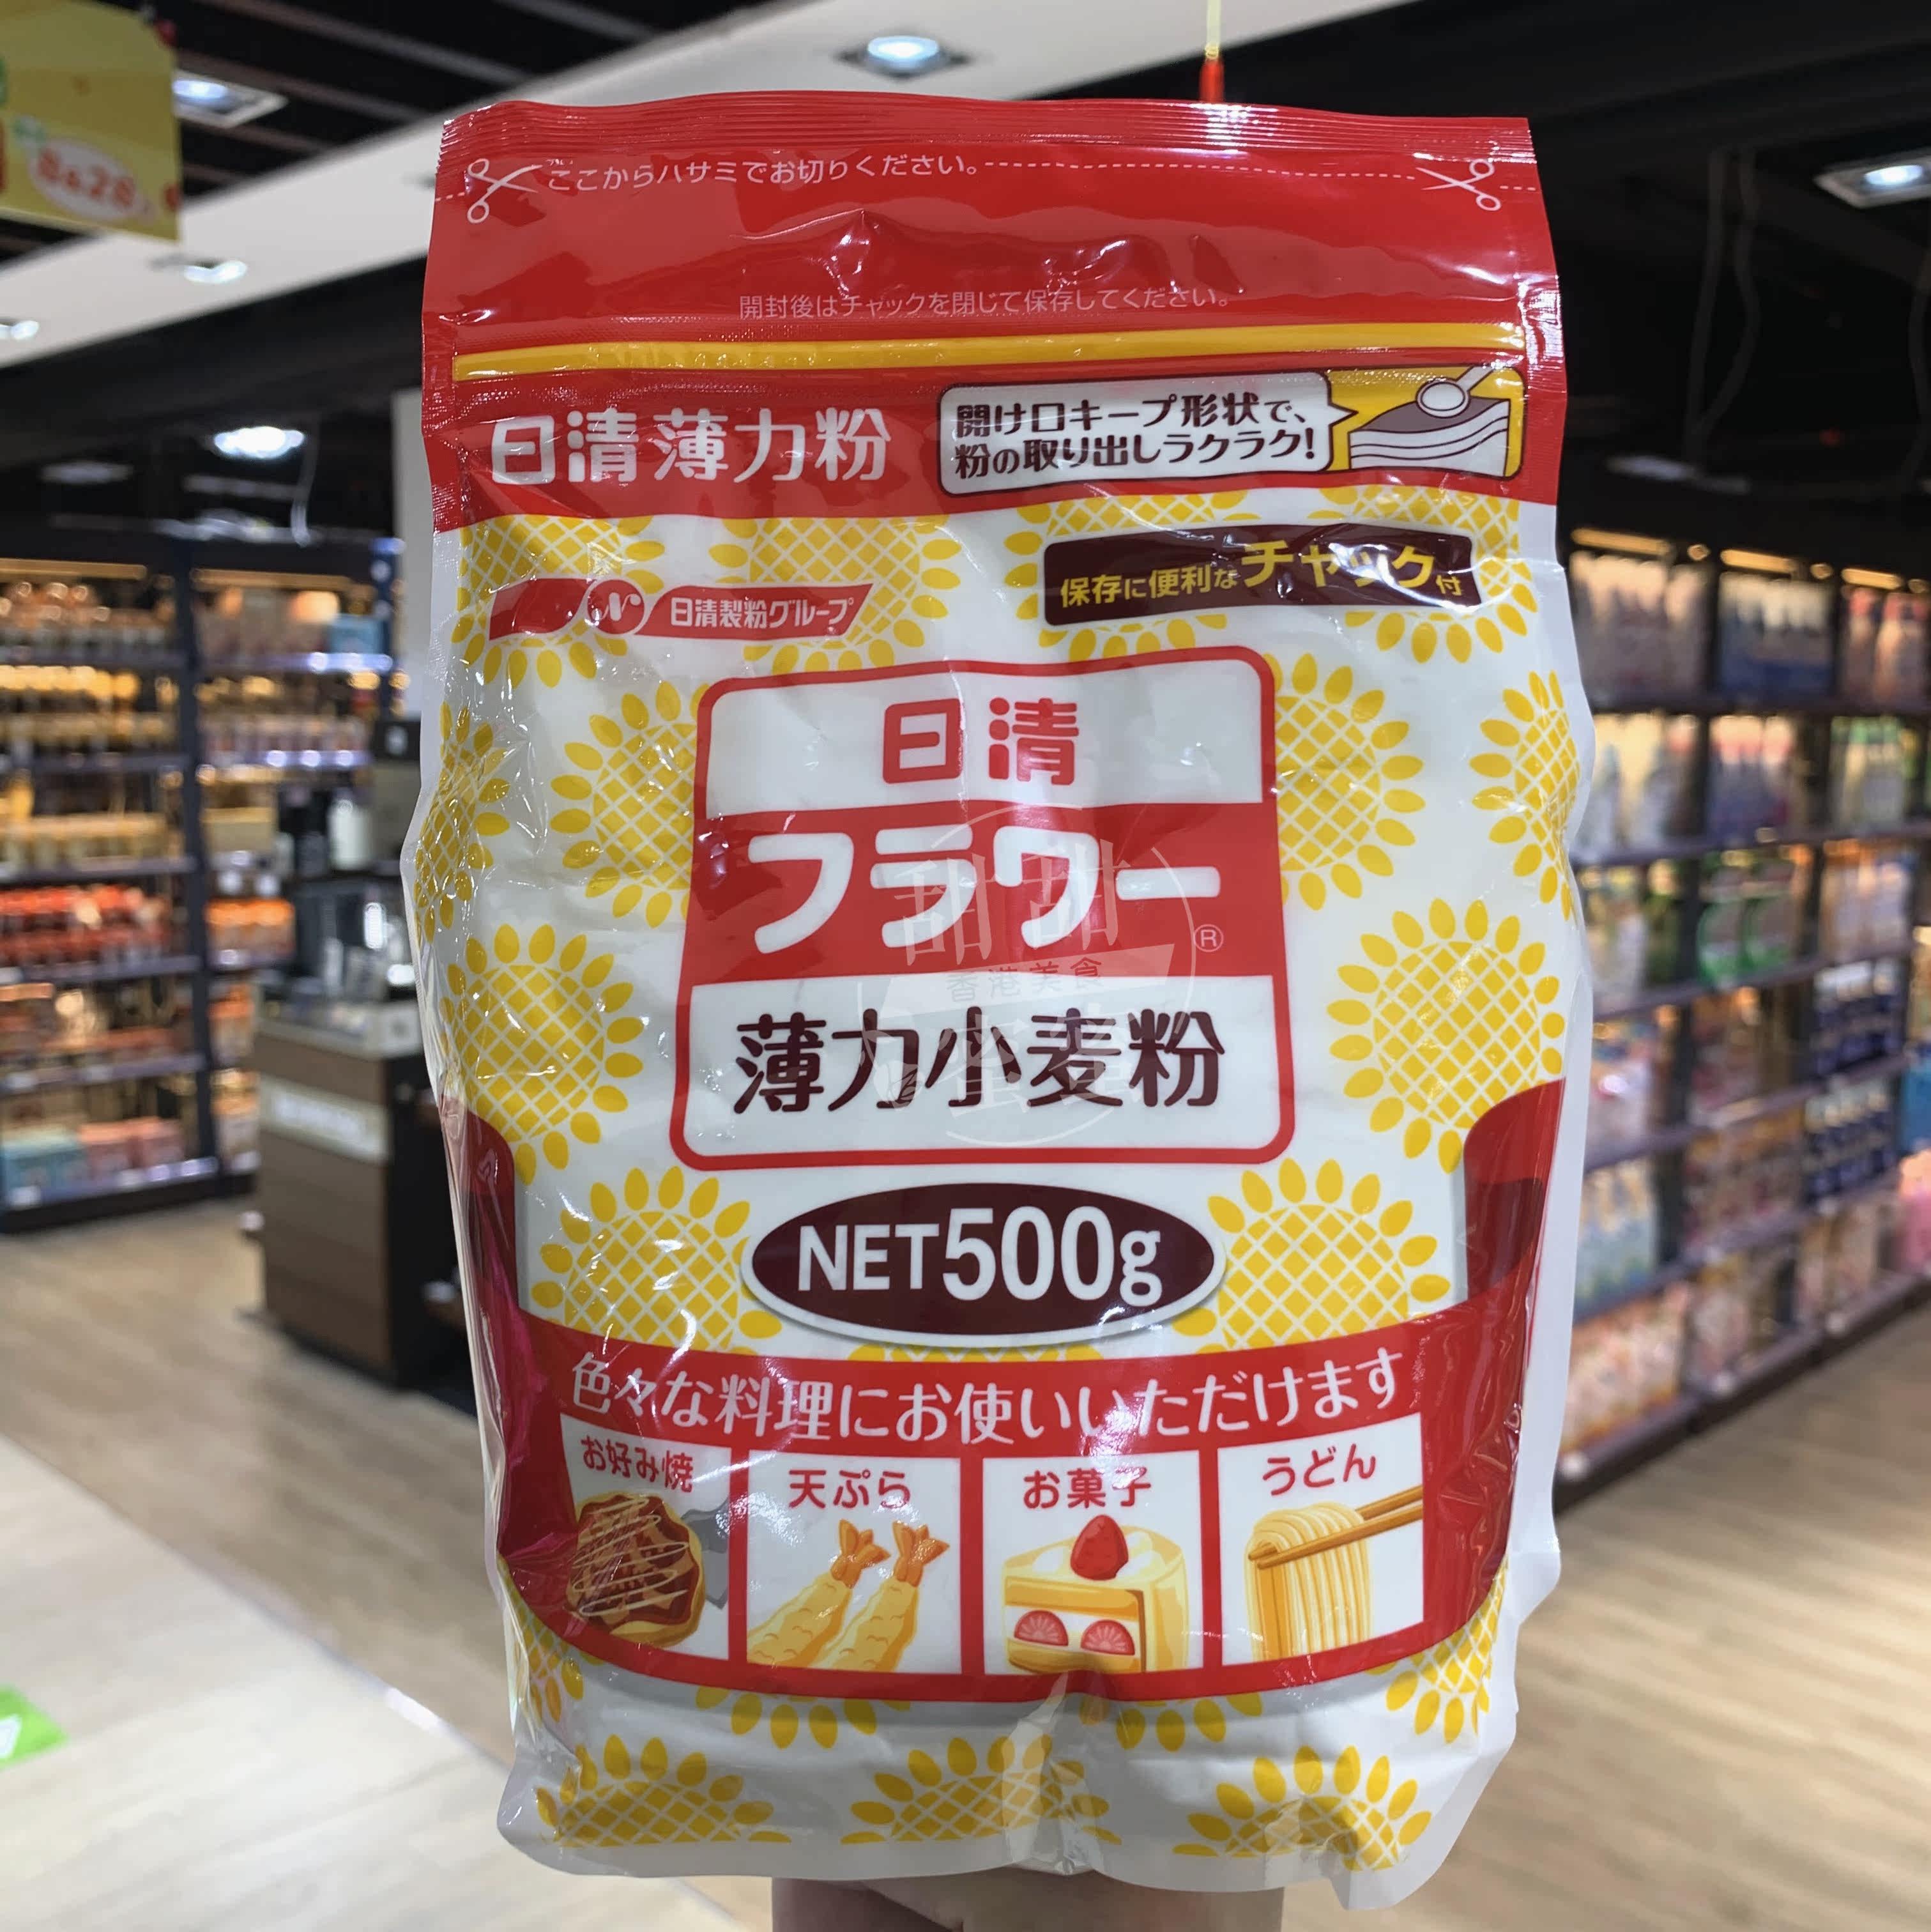 ここからハサミでお切りください。
開封後はチャックを閉じて保存してください。
日清 薄力粉
開け口キープ形状で、
粉の取り出しラクラク!
保存に便利なチャック付
日清製粉グループ
日清
フラワー®
薄力小麦粉
甜甜
香港美食
NET500g
色々な料理にお使いいただけます
お好み焼
天ぷら
お菓子
うどん